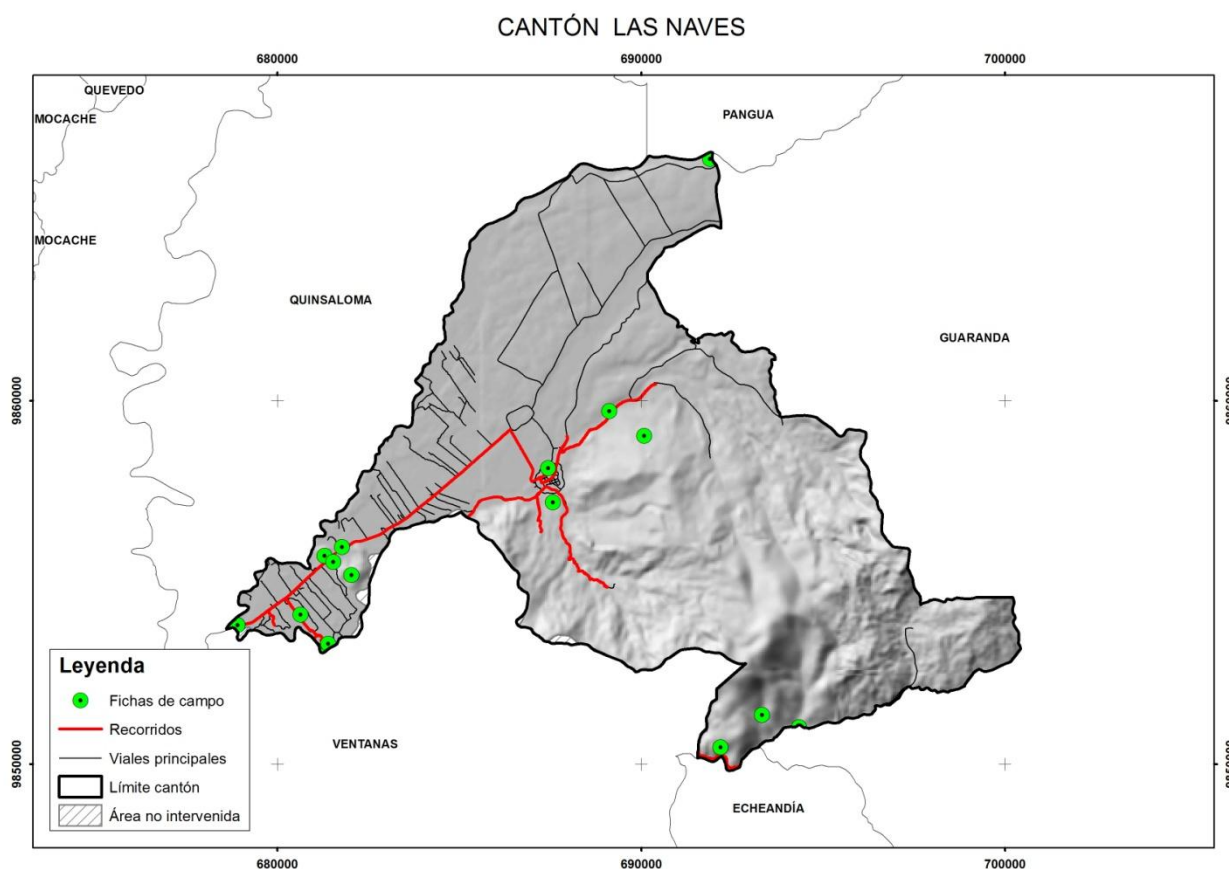 CANTÓN LAS NAVES
680000
690000
700000
QUEVEDO
PANGUA
MOCACHE
MOCACHE
QUINSALOMA
GUARANDA
9860000
Leyenda
Fichas de campo
Recorridos
Viales principales
Límite cantón
Área no intervenida
VENTANAS
ECHEANDÍA
9850000
680000
690000
700000